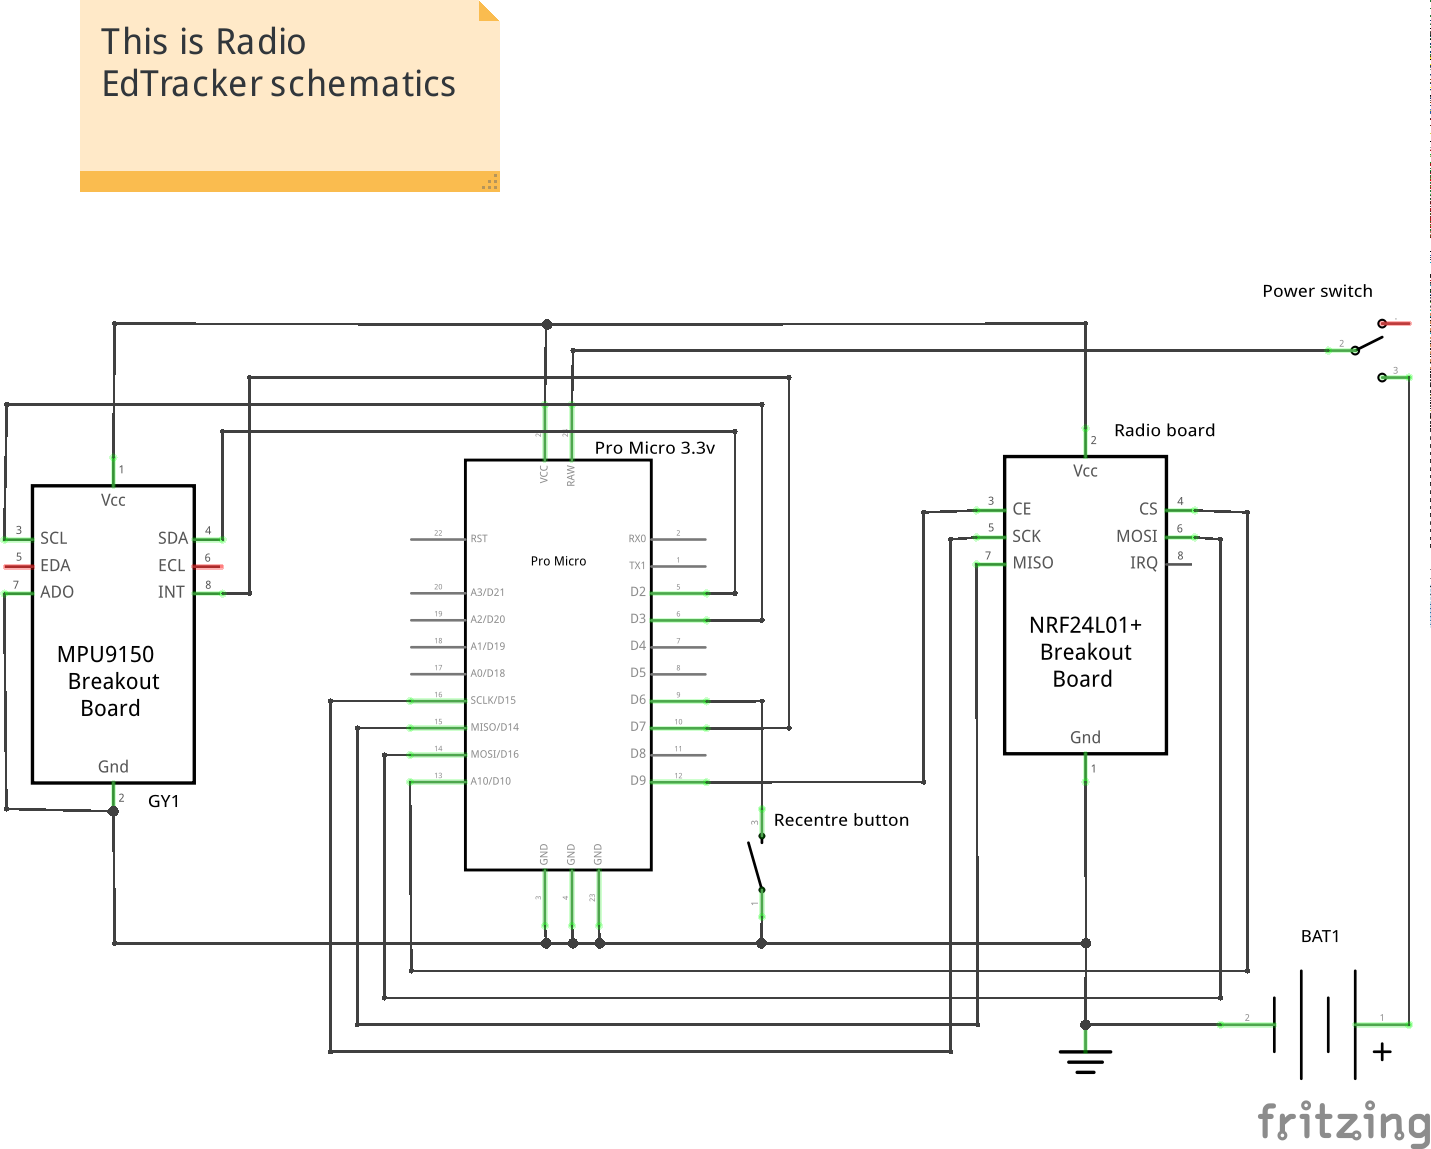 This is Radio
EdTracker schematics
Power switch
2
3
Radio board
Pro Micro 3.3v
VCC
RAW
1
Vcc
3
SCL
SDA
4
5
EDA
ECL
6
7
ADO
INT
8
MPU9150
Breakout
Board
Gnd
2
GY1
Pro Micro
22
RST
RX0
2
TX1
1
20
A3/D21
D2
5
19
A2/D20
D3
6
18
A1/D19
D4
7
17
A0/D18
D5
8
16
SCLK/D15
D6
9
15
MISO/D14
D7
10
14
MOSI/D16
D8
11
13
A10/D10
D9
12
GND
GND
GND
3
4
23
3
Recentre button
1
2
Vcc
3
CE
CS
4
5
SCK
MOSI
6
7
MISO
IRQ
8
NRF24L01+
Breakout
Board
Gnd
1
BAT1
2
1
+
fritzing